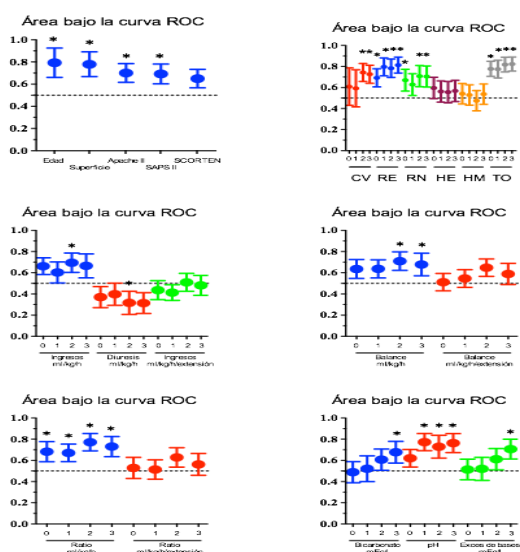 Área bajo la curva ROC
* * * *
1.0
0.8
0.6
0.4
0.2
0.0
Edad Superficie Apache II SAPS II SCORTEN
Área bajo la curva ROC
1.0
0.8
0.6
0.4
0.2
0.0
0 1 2 3 0 1 2 3 0 1 2 3 0 1 2 3 0 1 2 3 0 1 2 3
CV RE RN HE HM TO
Área bajo la curva ROC
1.0
0.8
0.6
0.4
0.2
0.0
0 1 2 3 0 1 2 3 0 1 2 3
Ingresos Diuresis Ingresos
ml/kg/h ml/kg/h ml/kg/h/extensión
Área bajo la curva ROC
1.0
0.8
0.6
0.4
0.2
0.0
0 1 2 3 0 1 2 3
Balance Balance
ml/kg/h ml/kg/h/extensión
Área bajo la curva ROC
1.0
0.8
0.6
0.4
0.2
0.0
0 1 2 3 0 1 2 3
Ratio Ratio
Área bajo la curva ROC
1.0
0.8
0.6
0.4
0.2
0.0
0 1 2 3 0 1 2 3 0 1 2 3
Bicarbonato pH Exceso de bases